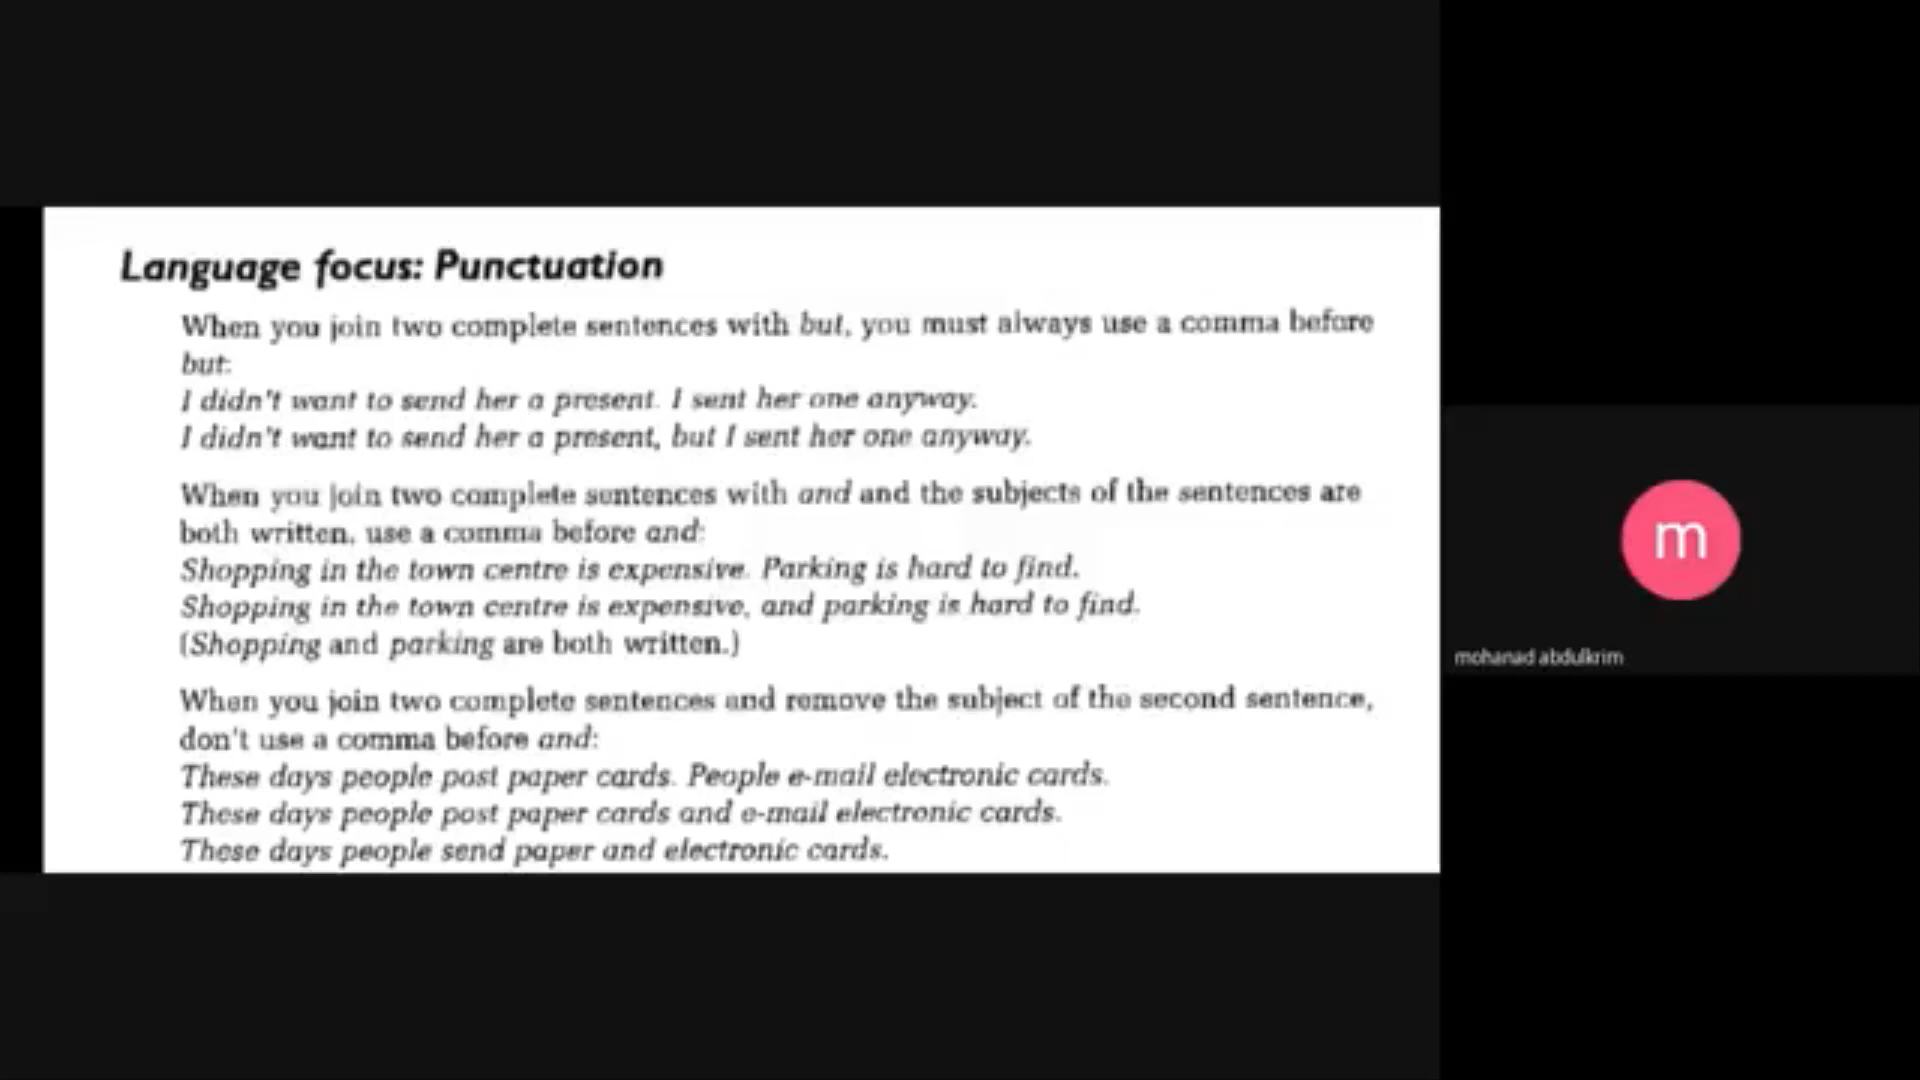 Language focus: Punctuation
When you join two complete sentences with but, you must always use a comma before
but:
I didn't want to send her a present. I sent her one anyway.
I didn't want to send her a present, but I sent her one anyway.
When you join two complete sentences with and and the subjects of the sentences are
both written, use a comma before and:
Shopping in the town centre is expensive. Parking is hard to find.
Shopping in the town centre is expensive, and parking is hard to find.
(Shopping and parking are both written.)
When you join two complete sentences and remove the subject of the second sentence,
don't use a comma before and:
These days people post paper cards. People e-mail electronic cards.
These days people post paper cards and e-mail electronic cards.
These days people send paper and electronic cards.
m
mohanad abdulkrim